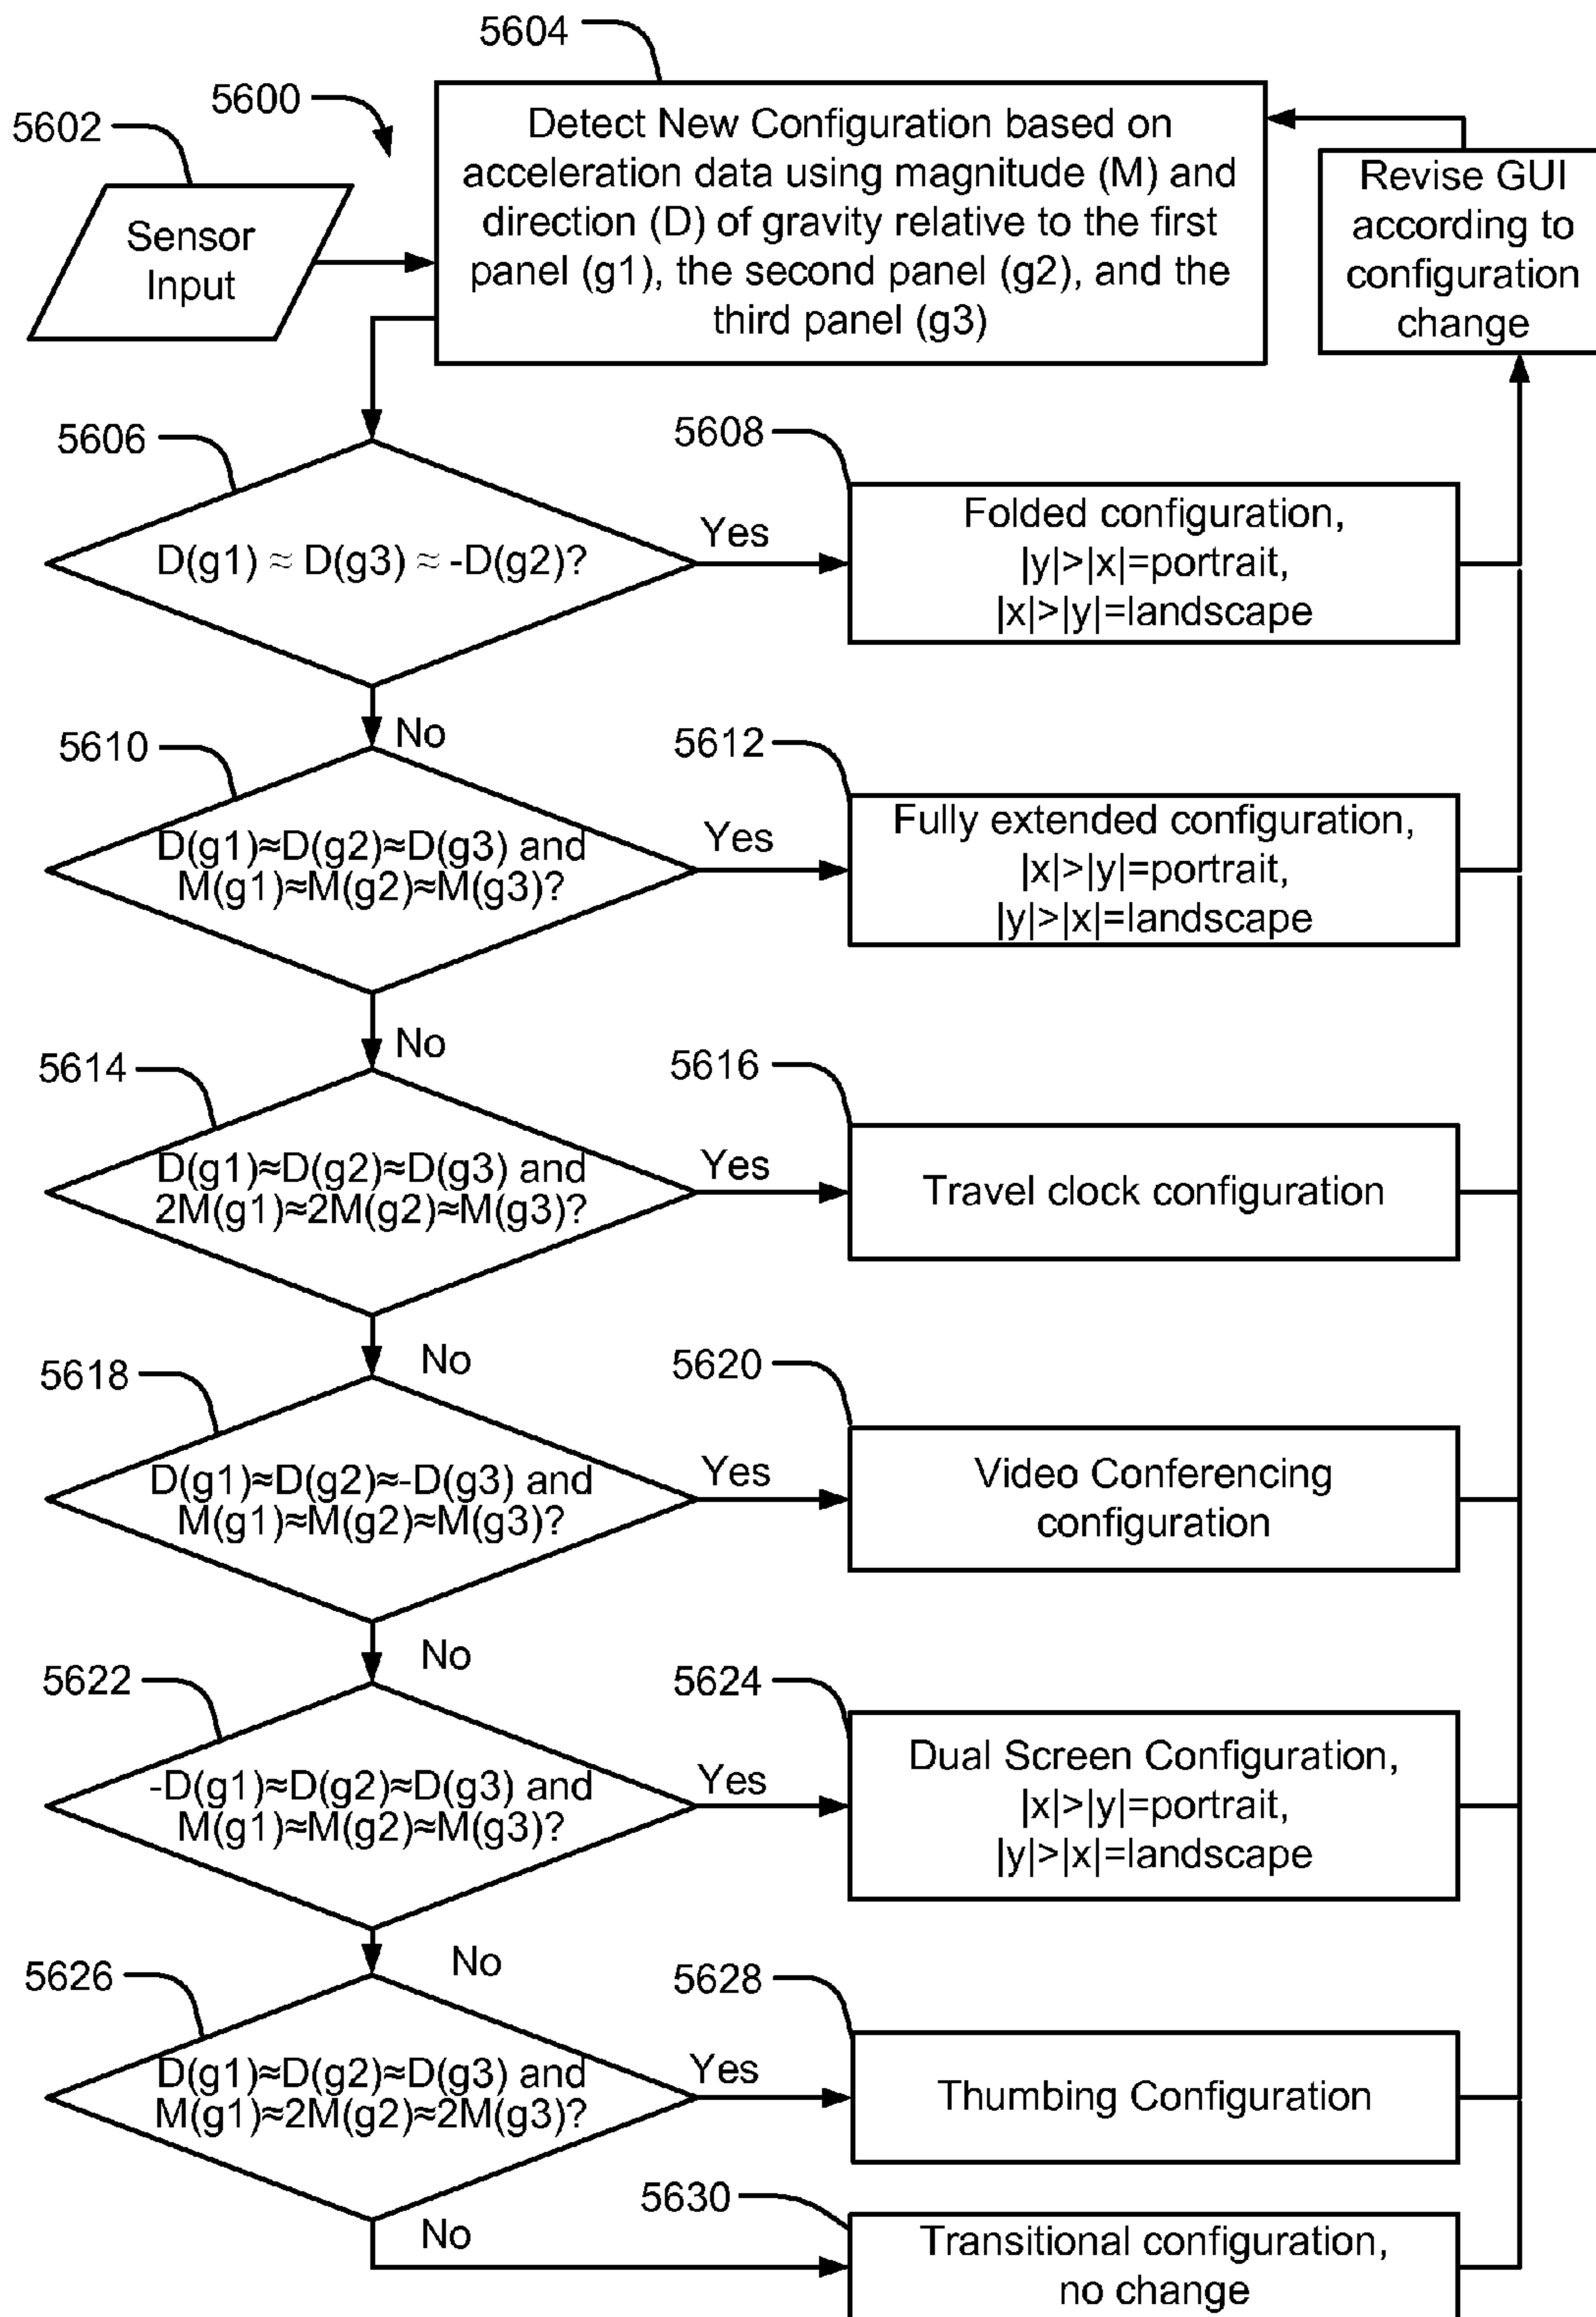 5604
5600
5602
Detect New Configuration based on
acceleration data using magnitude (M) and
direction (D) of gravity relative to the first
panel (g1), the second panel (g2), and the
third panel (g3)
Revise GUI
according to
configuration
change
Sensor
Input
5606
5608
D(g1) ≈ D(g3) ≈ -D(g2)?
Yes
Folded configuration,
|y|>|x|=portrait,
|x|>|y|=landscape
No
5610
5612
D(g1)≈D(g2)≈D(g3) and
M(g1)≈M(g2)≈M(g3)?
Yes
Fully extended configuration,
|x|>|y|=portrait,
|y|>|x|=landscape
No
5614
5616
D(g1)≈D(g2)≈D(g3) and
2M(g1)≈2M(g2)≈M(g3)?
Yes
Travel clock configuration
No
5618
5620
D(g1)≈D(g2)≈-D(g3) and
M(g1)≈M(g2)≈M(g3)?
Yes
Video Conferencing
configuration
No
5622
5624
-D(g1)≈D(g2)≈D(g3) and
M(g1)≈M(g2)≈M(g3)?
Yes
Dual Screen Configuration,
|x|>|y|=portrait,
|y|>|x|=landscape
No
5626
5628
D(g1)≈D(g2)≈D(g3) and
M(g1)≈2M(g2)≈2M(g3)?
Yes
Thumbing Configuration
No
5630
Transitional configuration,
no change